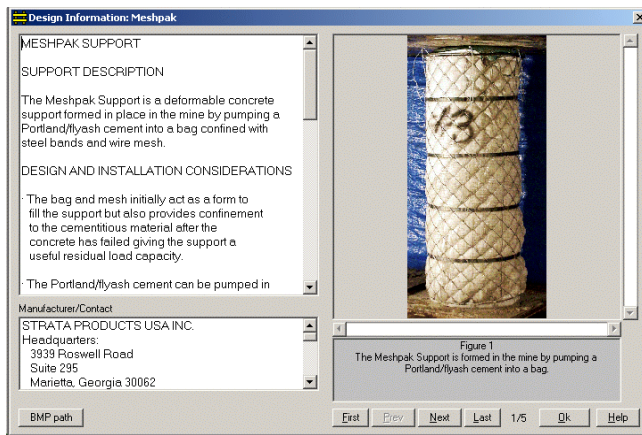 Design Information: Meshpak
MESHPAK SUPPORT
SUPPORT DESCRIPTION
The Meshpak Support is a deformable concrete
support formed in place in the mine by pumping a
Portland/flyash cement into a bag confined with
steel bands and wire mesh.
DESIGN AND INSTALLATION CONSIDERATIONS
· The bag and mesh initially act as a form to
fill the support but also provides confinement
to the cementitious material after the
concrete has failed giving the support a
useful residual load capacity.
· The Portland/flyash cement can be pumped in
Manufacturer/Contact
STRATA PRODUCTS USA INC.
Headquarters:
3939 Roswell Road
Suite 295
Marietta, Georgia 30062
Figure 1
The Meshpak Support is formed in the mine by pumping a
Portland/flyash cement into a bag.
BMP path
First Prev Next Last 1/5 Ok Help